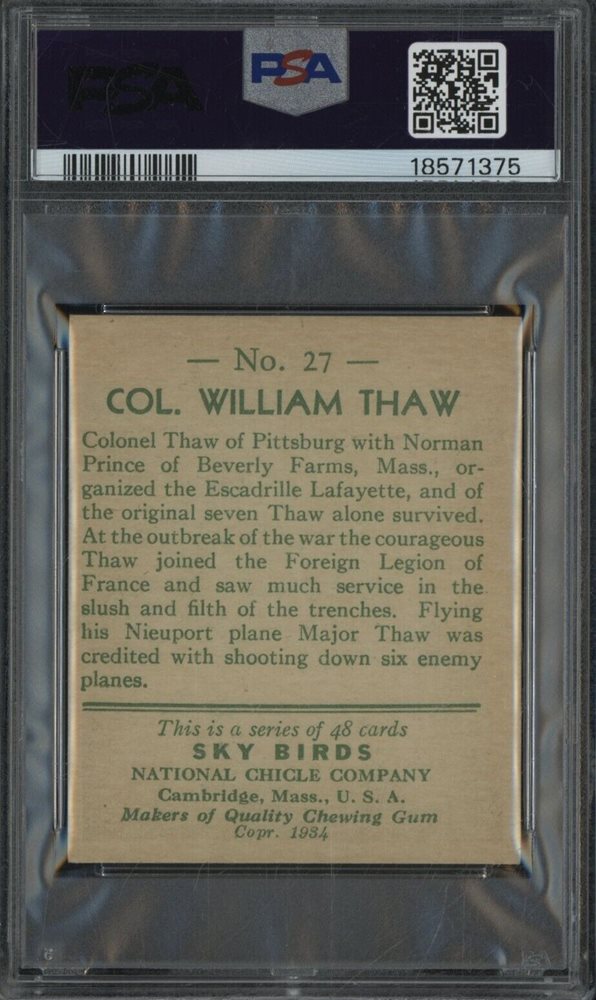 PSA
PSA
18571375
— No. 27 —
COL. WILLIAM THAW
Colonel Thaw of Pittsburg with Norman
Prince of Beverly Farms, Mass., or-
ganized the Escadrille Lafayette, and of
the original seven Thaw alone survived.
At the outbreak of the war the courageous
Thaw joined the Foreign Legion of
France and saw much service in the
slush and filth of the trenches. Flying
his Nieuport plane Major Thaw was
credited with shooting down six enemy
planes.
This is a series of 48 cards
SKY BIRDS
NATIONAL CHICLE COMPANY
Cambridge, Mass., U. S. A.
Makers of Quality Chewing Gum
Copr. 1934